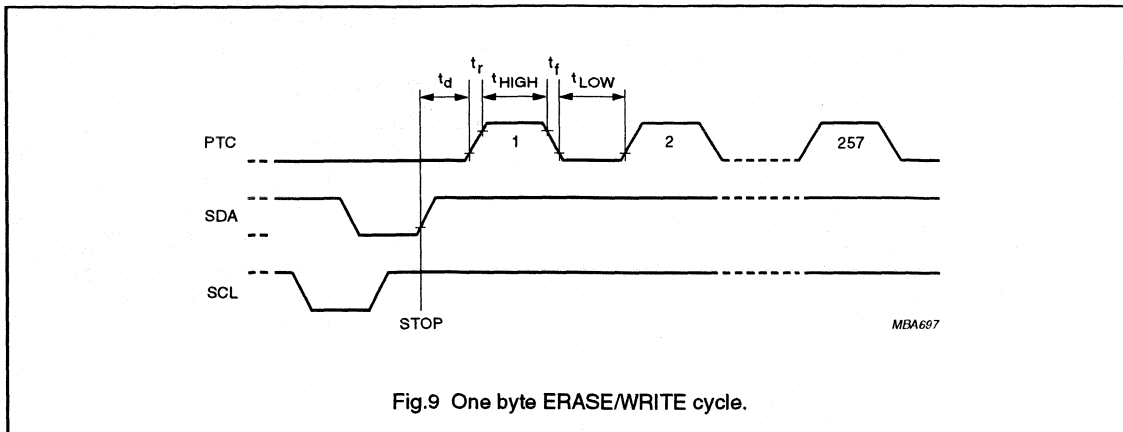 td tr tHIGH tf tLOW
PTC 1 2 257
SDA
SCL
STOP
MBA697
Fig.9 One byte ERASE/WRITE cycle.